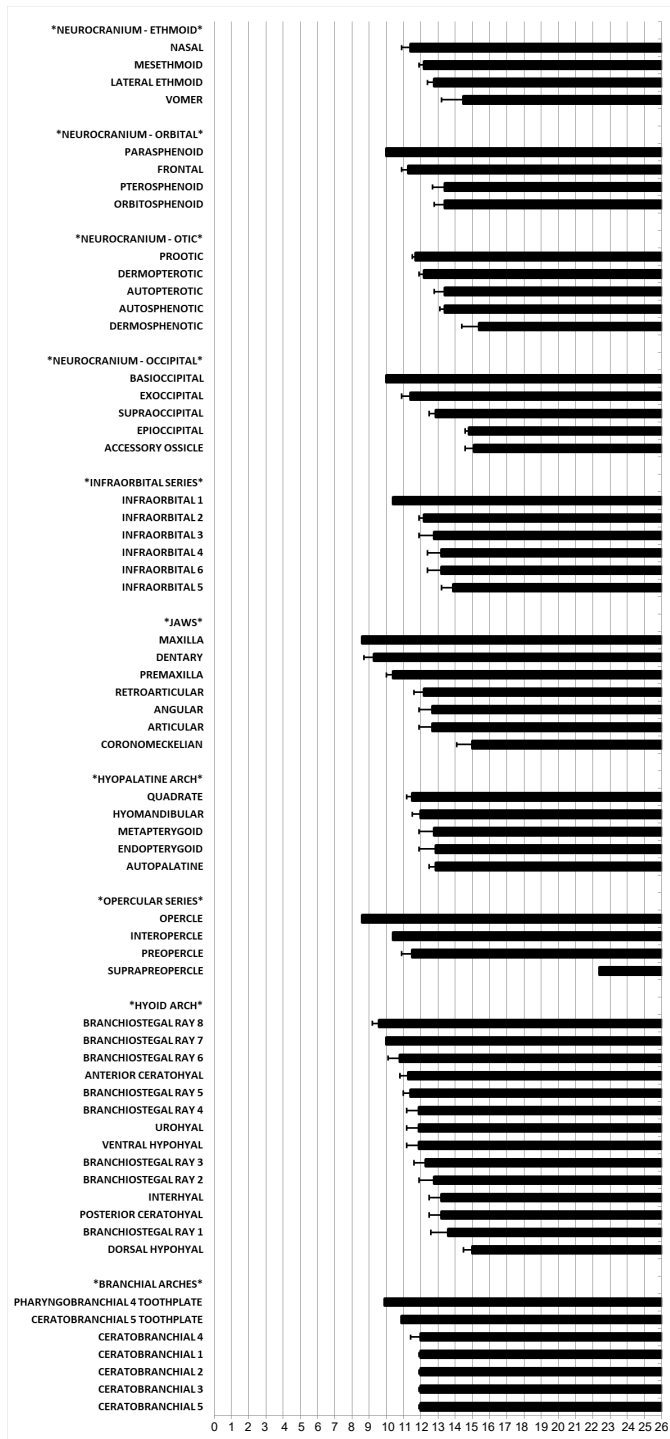 *NEUROCRANIUM - ETHMOID*
NASAL
MESETHMOID
LATERAL ETHMOID
VOMER
*NEUROCRANIUM - ORBITAL*
PARASPHENOID
FRONTAL
PTEROSPHENOID
ORBITOSPHENOID
*NEUROCRANIUM - OTIC*
PROOTIC
DERMOPTEROTIC
AUTOPTEROTIC
AUTOSPHENOTIC
DERMOSPHENOTIC
*NEUROCRANIUM - OCCIPITAL*
BASIOCCIPITAL
EXOCCIPITAL
SUPRAOCCIPITAL
EPIOCCIPITAL
ACCESSORY OSSICLE
*INFRAORBITAL SERIES*
INFRAORBITAL 1
INFRAORBITAL 2
INFRAORBITAL 3
INFRAORBITAL 4
INFRAORBITAL 6
INFRAORBITAL 5
*JAWS*
MAXILLA
DENTARY
PREMAXILLA
RETROARTICULAR
ANGULAR
ARTICULAR
CORONOMECKELIAN
*HYOPALATINE ARCH*
QUADRATE
HYOMANDIBULAR
METAPTERYGOID
ENDOPTERYGOID
AUTOPALATINE
*OPERCULAR SERIES*
OPERCLE
INTEROPERCLE
PREOPERCLE
SUPRAPREOPERCLE
*HYOID ARCH*
BRANCHIOSTEGAL RAY 8
BRANCHIOSTEGAL RAY 7
BRANCHIOSTEGAL RAY 6
ANTERIOR CERATOHYAL
BRANCHIOSTEGAL RAY 5
BRANCHIOSTEGAL RAY 4
UROHYAL
VENTRAL HYPOHYAL
BRANCHIOSTEGAL RAY 3
BRANCHIOSTEGAL RAY 2
INTERHYAL
POSTERIOR CERATOHYAL
BRANCHIOSTEGAL RAY 1
DORSAL HYPOHYAL
*BRANCHIAL ARCHES*
PHARYNGOBRANCHIAL 4 TOOTHPLATE
CERATOBRANCHIAL 5 TOOTHPLATE
CERATOBRANCHIAL 4
CERATOBRANCHIAL 1
CERATOBRANCHIAL 2
CERATOBRANCHIAL 3
CERATOBRANCHIAL 5
0 1 2 3 4 5 6 7 8 9 10 11 12 13 14 15 16 17 18 19 20 21 22 23 24 25 26